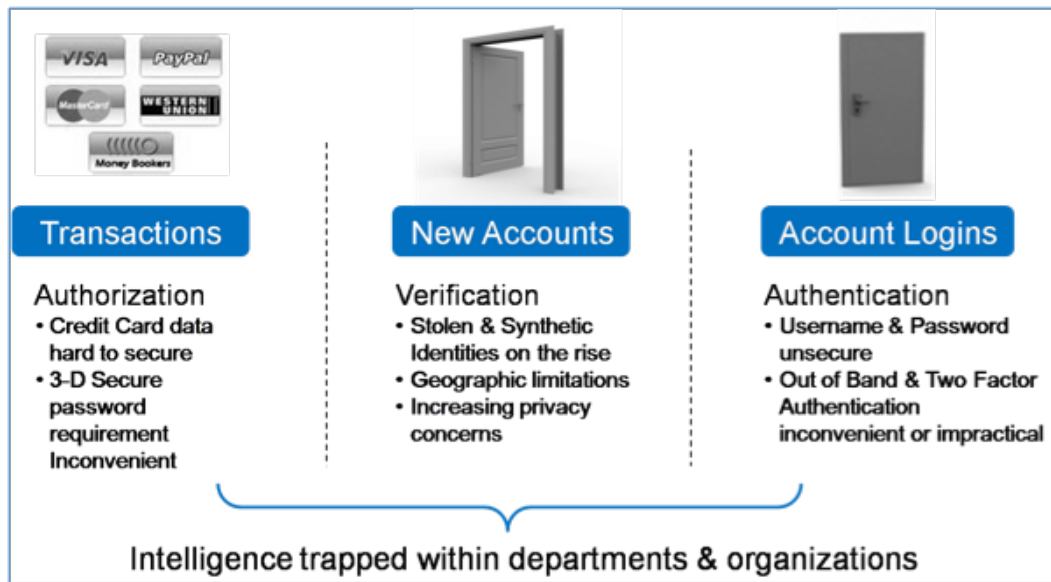 VISA
PayPal
MasterCard
WESTERN
UNION
Money Bookers
Transactions
Authorization
• Credit Card data
hard to secure
• 3-D Secure
password
requirement
Inconvenient
New Accounts
Verification
• Stolen & Synthetic
Identities on the rise
• Geographic limitations
• Increasing privacy
concerns
Account Logins
Authentication
• Username & Password
unsecure
• Out of Band & Two Factor
Authentication
inconvenient or impractical
Intelligence trapped within departments & organizations